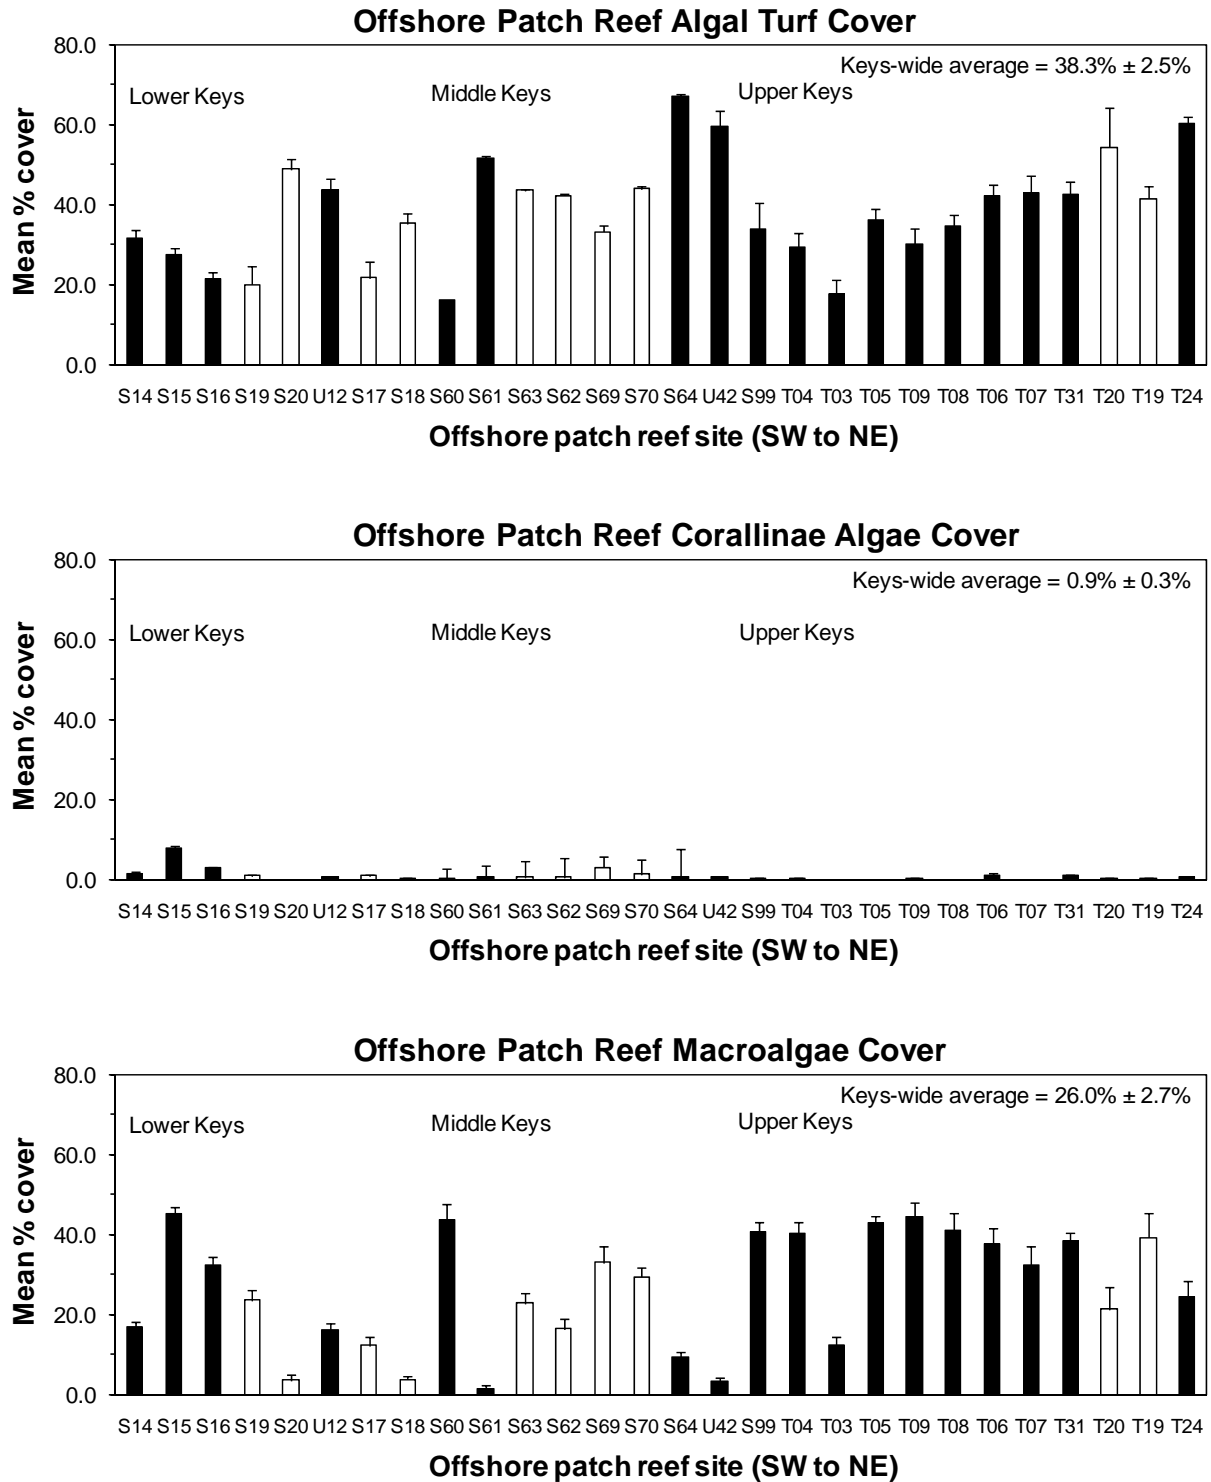 Offshore Patch Reef Algal Turf Cover
80.0
Keys-wide average = 38.3% ± 2.5%
Lower Keys
Middle Keys
Upper Keys
60.0
40.0
20.0
0.0
Mean % cover
S14 S15 S16 S19 S20 U12 S17 S18 S60 S61 S63 S62 S69 S70 S64 U42 S99 T04 T03 T05 T09 T08 T06 T07 T31 T20 T19 T24
Offshore patch reef site (SW to NE)
Offshore Patch Reef Corallinae Algae Cover
80.0
Keys-wide average = 0.9% ± 0.3%
Lower Keys
Middle Keys
Upper Keys
60.0
40.0
20.0
0.0
Mean % cover
S14 S15 S16 S19 S20 U12 S17 S18 S60 S61 S63 S62 S69 S70 S64 U42 S99 T04 T03 T05 T09 T08 T06 T07 T31 T20 T19 T24
Offshore patch reef site (SW to NE)
Offshore Patch Reef Macroalgae Cover
80.0
Keys-wide average = 26.0% ± 2.7%
Lower Keys
Middle Keys
Upper Keys
60.0
40.0
20.0
0.0
Mean % cover
S14 S15 S16 S19 S20 U12 S17 S18 S60 S61 S63 S62 S69 S70 S64 U42 S99 T04 T03 T05 T09 T08 T06 T07 T31 T20 T19 T24
Offshore patch reef site (SW to NE)